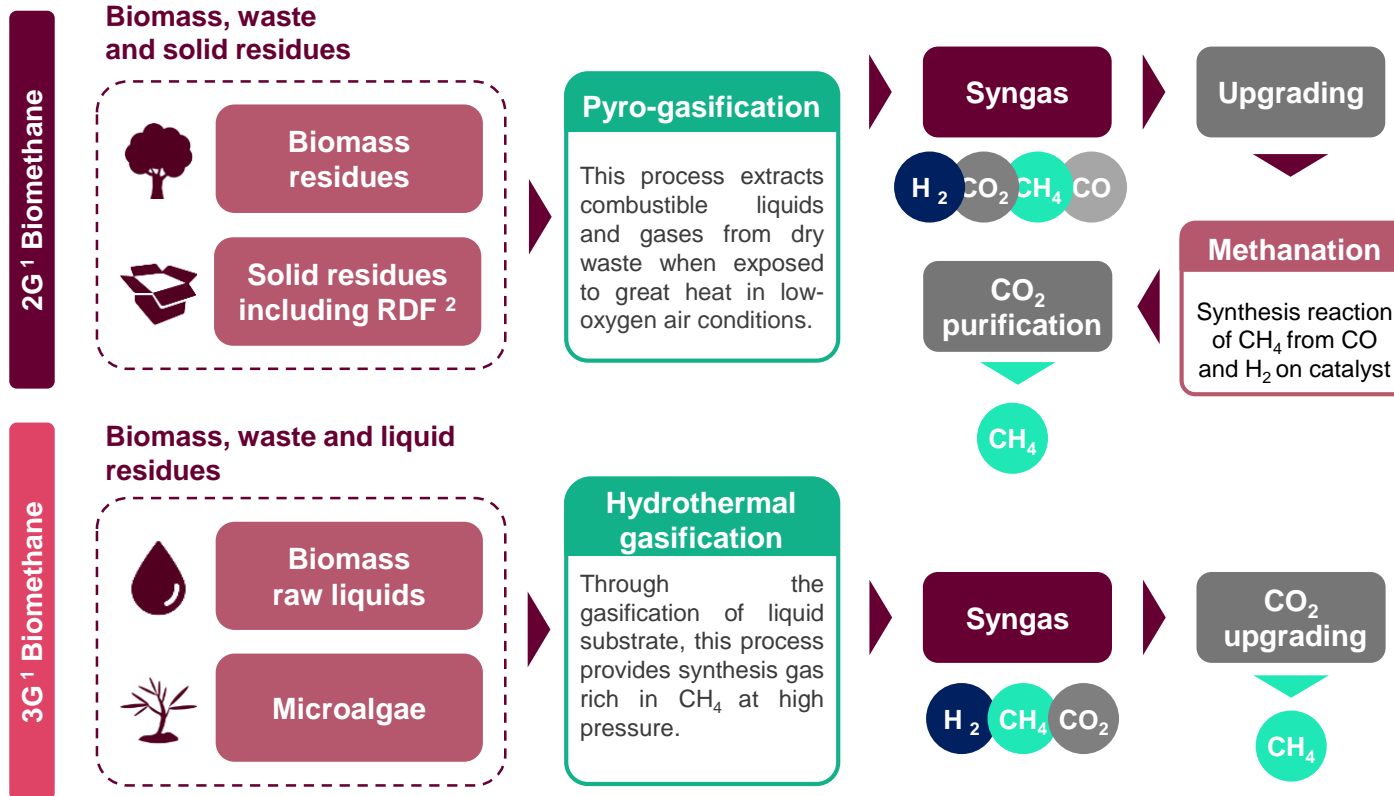 2G ¹ Biomethane
Biomass, waste
and solid residues
Biomass
residues
Solid residues
including RDF ²
Pyro-gasification
This process extracts
combustible liquids
and gases from dry
waste when exposed
to great heat in low-
oxygen air conditions.
Syngas
H ₂ CO₂ CH₄ CO
Upgrading
Methanation
Synthesis reaction
of CH₄ from CO
and H₂ on catalyst
CO₂
purification
CH₄
3G ¹ Biomethane
Biomass, waste and liquid
residues
Biomass
raw liquids
Microalgae
Hydrothermal
gasification
Through the
gasification of liquid
substrate, this process
provides synthesis gas
rich in CH₄ at high
pressure.
Syngas
H ₂ CH₄ CO₂
CO₂
upgrading
CH₄